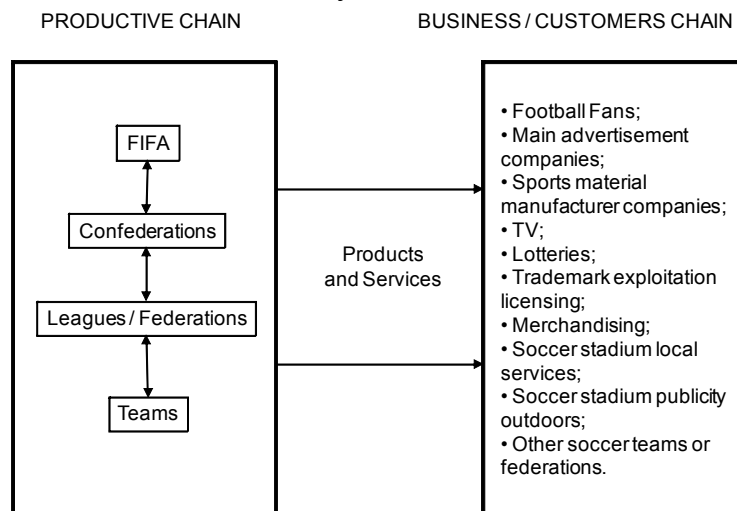 PRODUCTIVE CHAIN
BUSINESS / CUSTOMERS CHAIN
FIFA
Confederations
Leagues / Federations
Teams
Products
and Services
• Football Fans;
• Main advertisement
companies;
• Sports material
manufacturer companies;
• TV;
• Lotteries;
• Trademark exploitation
licensing;
• Merchandising;
• Soccer stadium local
services;
• Soccer stadium publicity
outdoors;
• Other soccer teams or
federations.